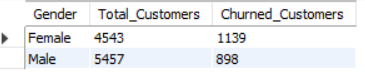 Gender Total_Customers Churned_Customers
Female 4543 1139
Male 5457 898